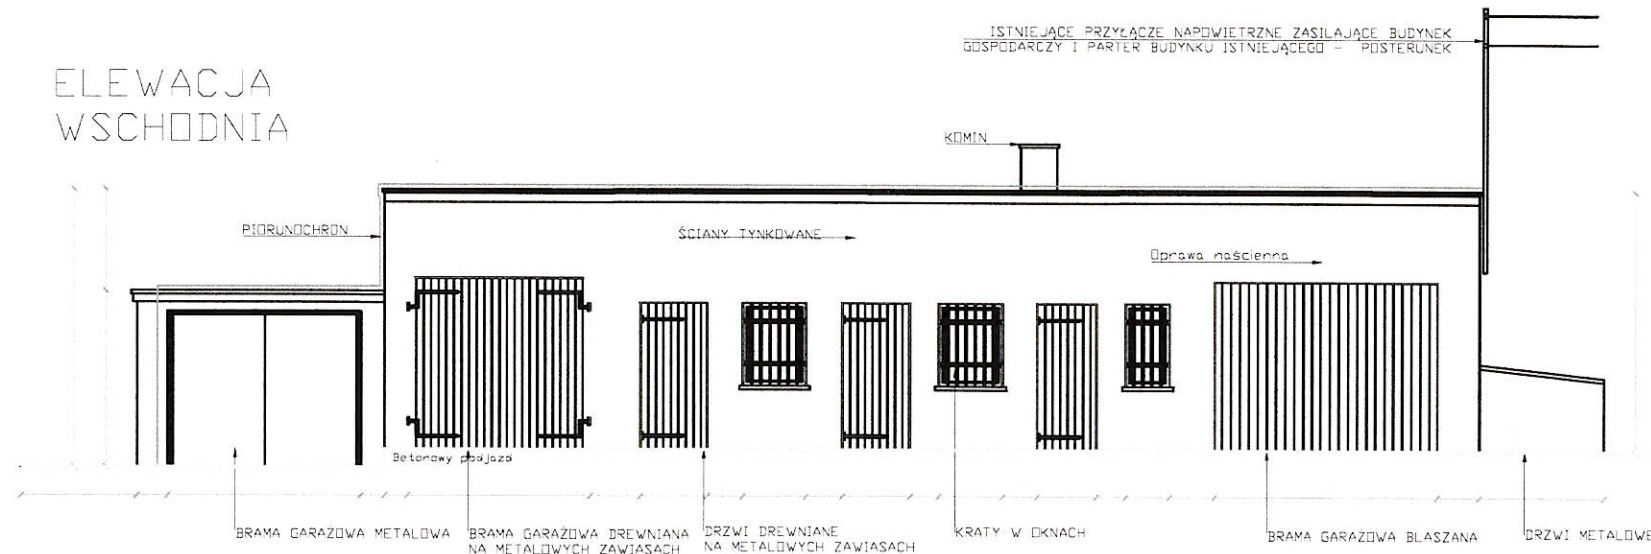 ISTNIEJĄCE PRZYŁĄCZE NAPOWIETRZNE ZASILAJĄCE BUDYNEK
GOSPODARCZY I PARTER BUDYNKU ISTNIEJĄCEGO - POSTERUNEK
ELEWACJA
WSCHODNIA
KOMIN
PIORUNOCHRON
ŚCIANY TYNKOWANE
Oprawa naścienna
Betonowy podjazd
BRAMA GARAŻOWA METALOWA
BRAMA GARAŻOWA DREWNIANA
NA METALOWYCH ZAWIASACH
DRZWI DREWNIANE
NA METALOWYCH ZAWIASACH
KRATY W OKNACH
BRAMA GARAŻOWA BLASZANA
DRZWI METALOWE